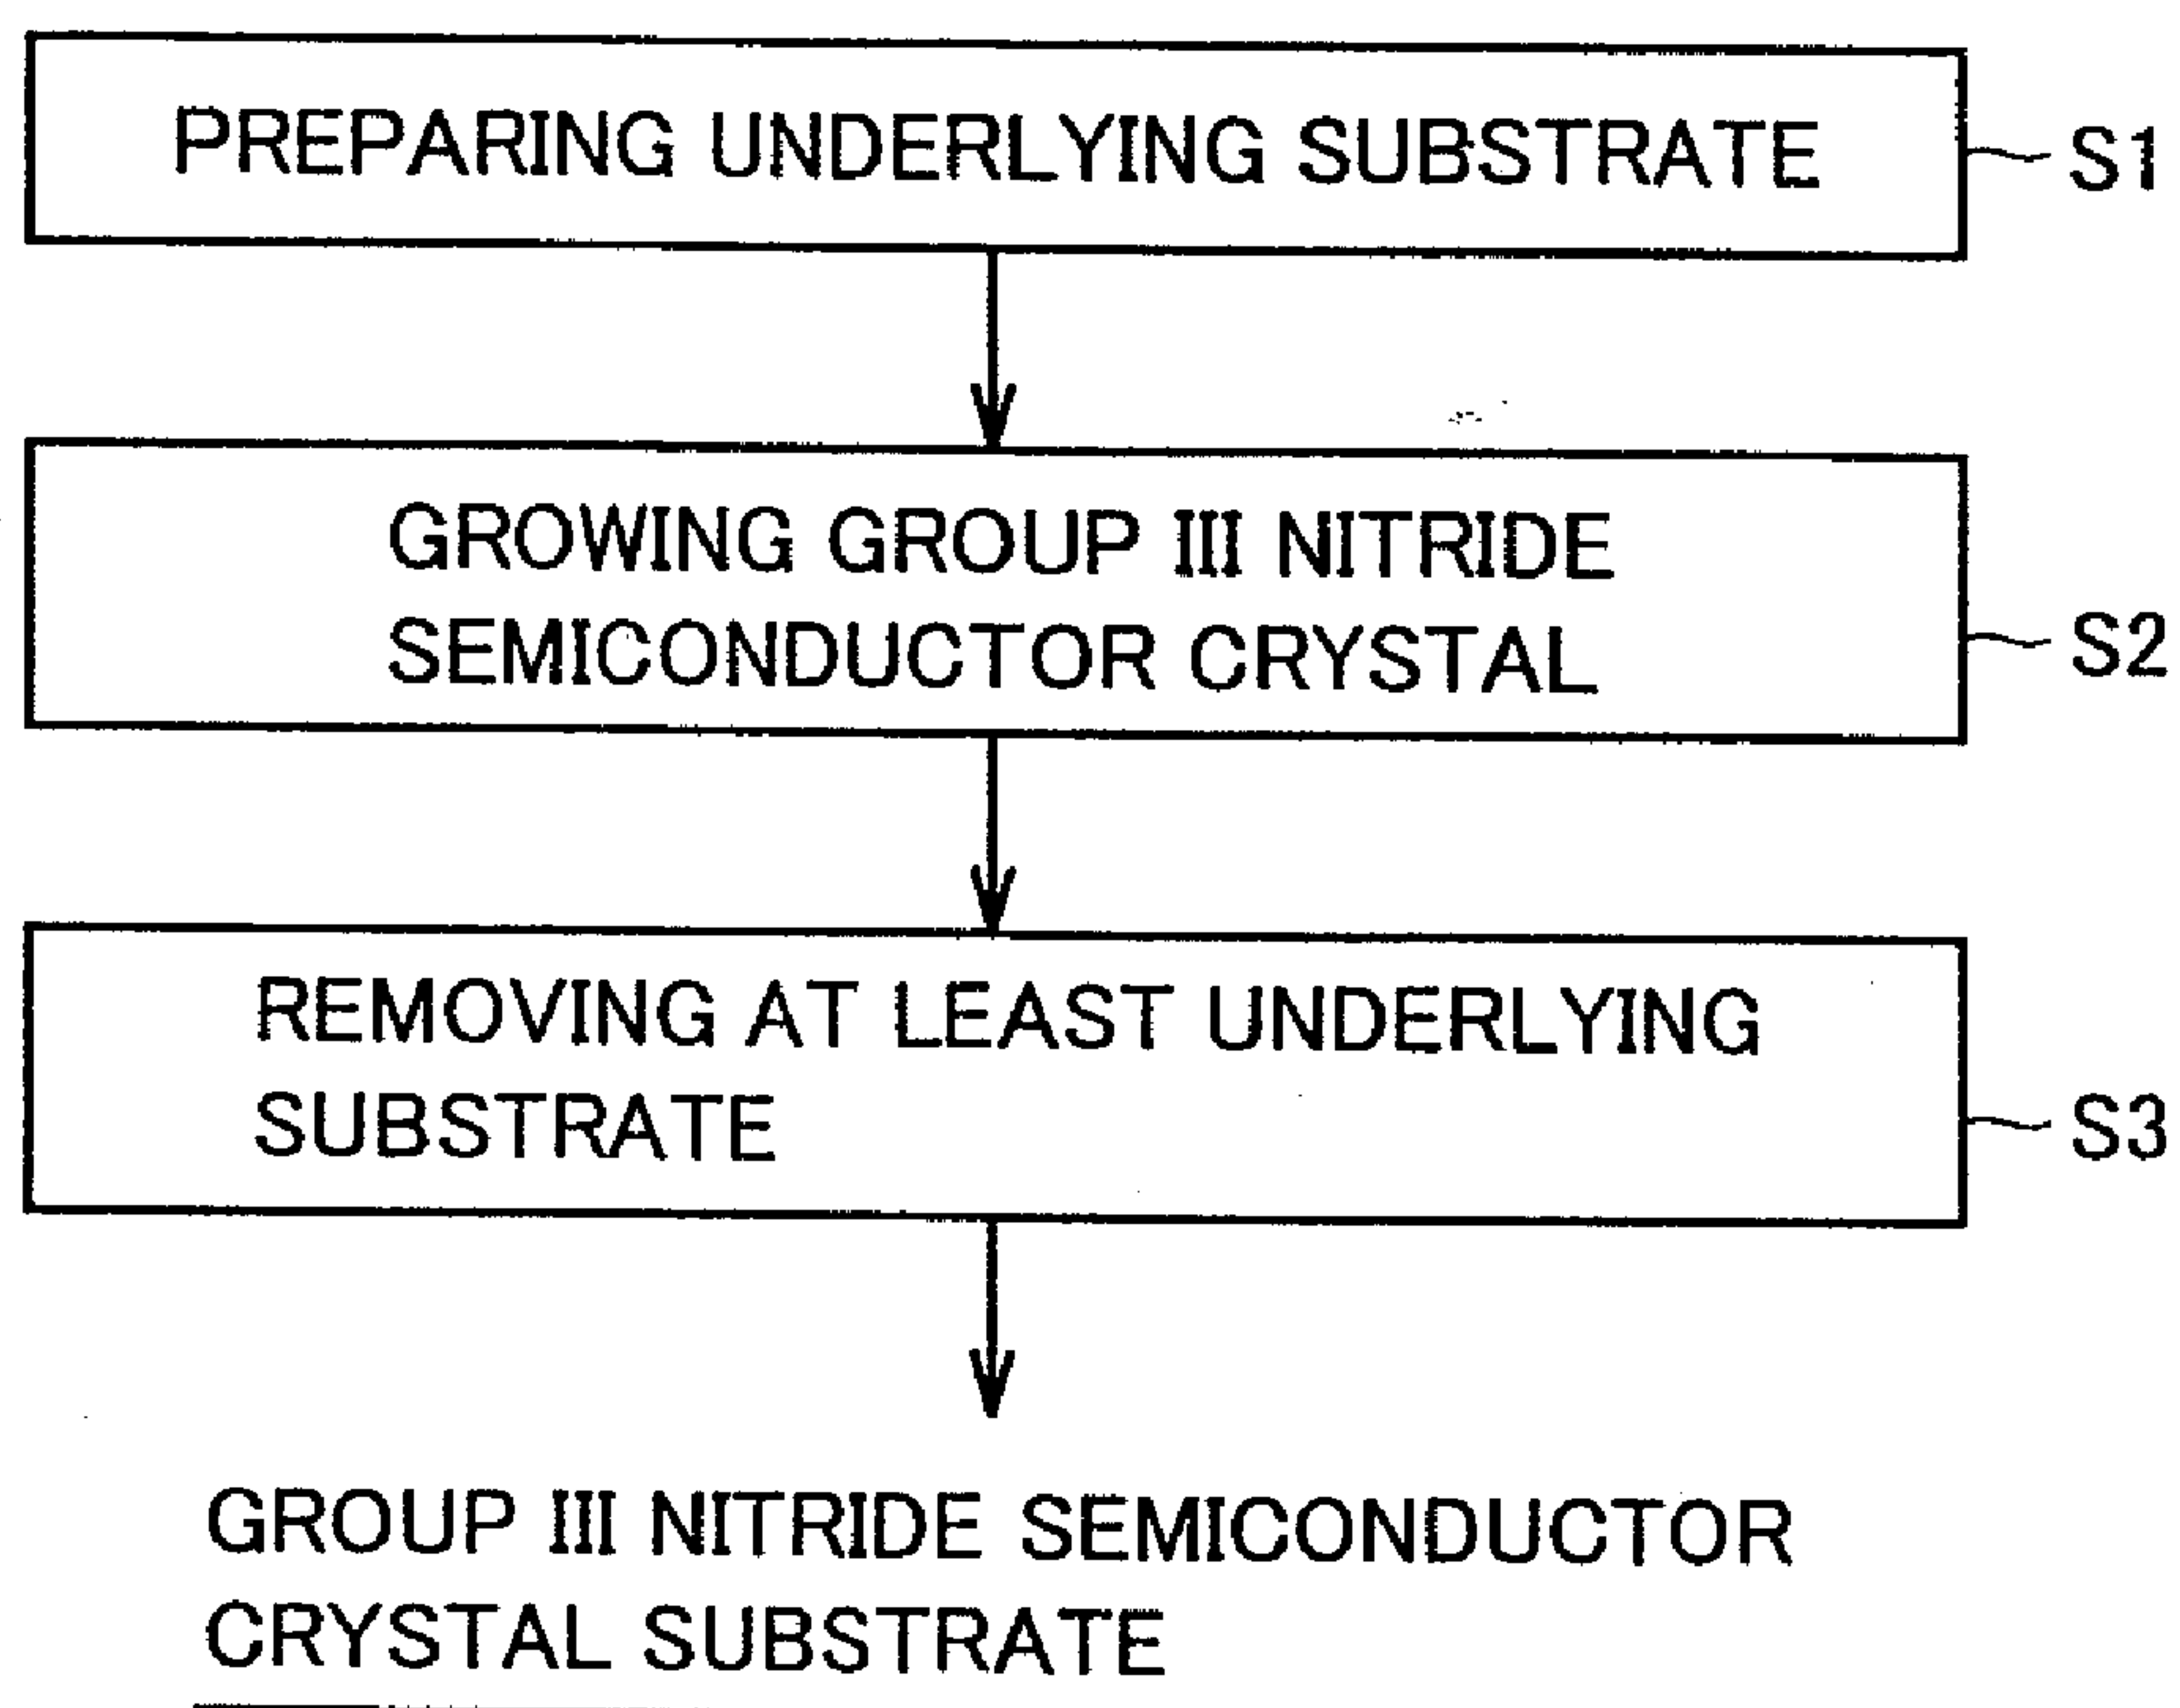 PREPARING UNDERLYING SUBSTRATE
S1
GROWING GROUP III NITRIDE
SEMICONDUCTOR CRYSTAL
S2
REMOVING AT LEAST UNDERLYING
SUBSTRATE
S3
GROUP III NITRIDE SEMICONDUCTOR
CRYSTAL SUBSTRATE